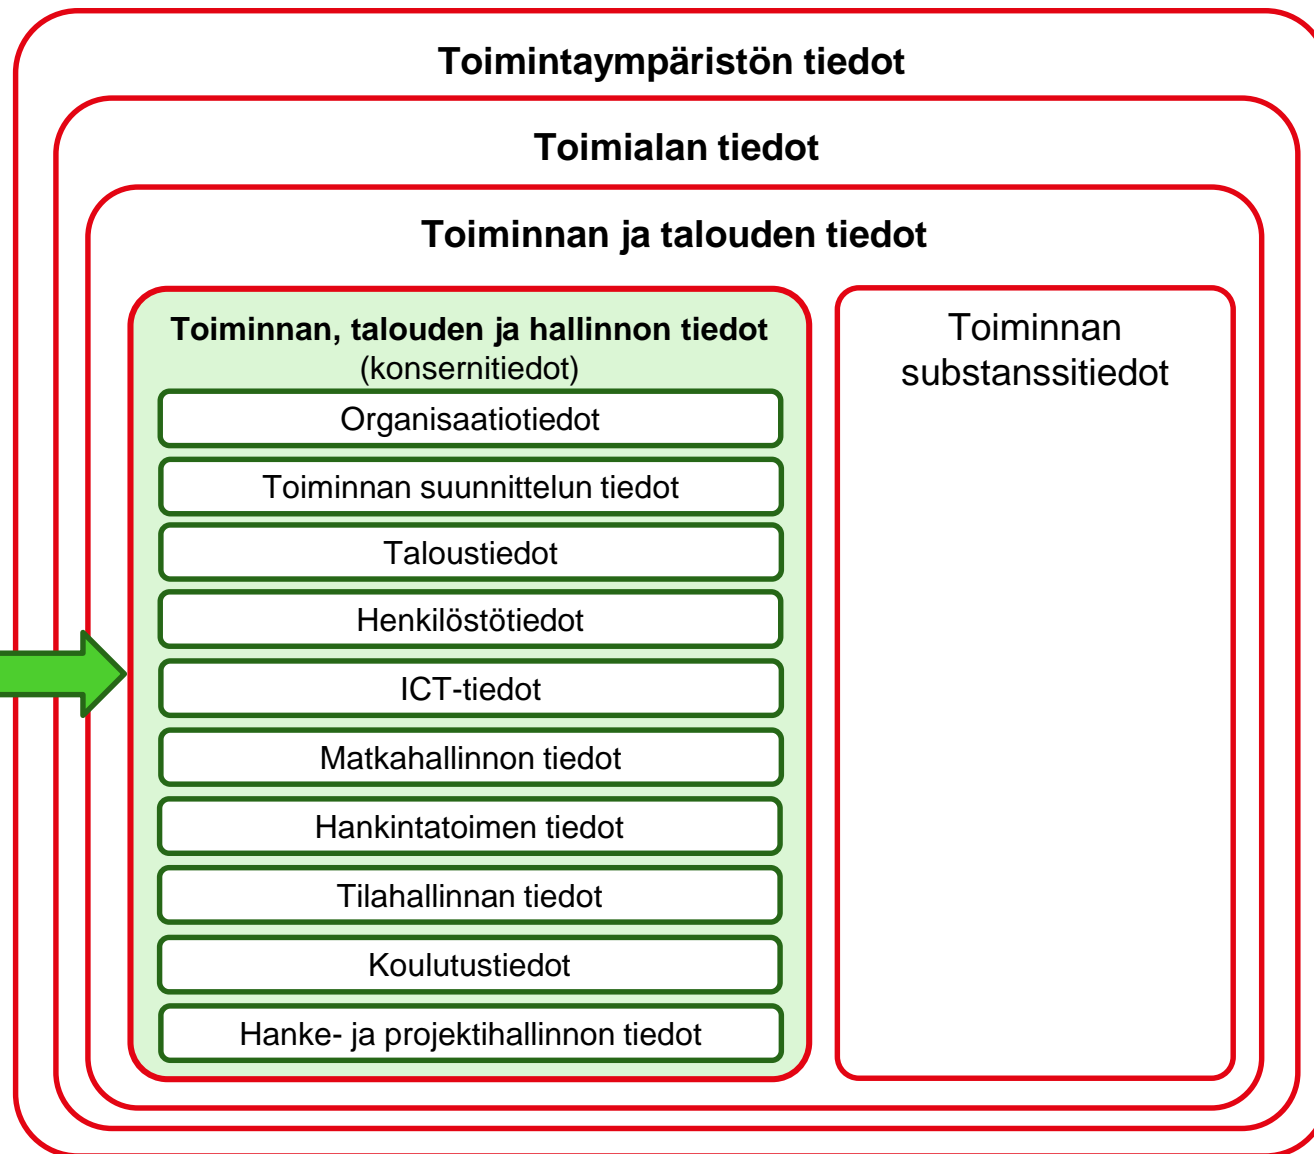 Toimintaympäristön tiedot
Toimialan tiedot
Toiminnan ja talouden tiedot
Toiminnan, talouden ja hallinnon tiedot
(konsernitiedot)
Organisaatiotiedot
Toiminnan suunnittelun tiedot
Taloustiedot
Henkilöstötiedot
ICT-tiedot
Matkahallinnon tiedot
Hankintatoimen tiedot
Tilahallinnan tiedot
Koulutustiedot
Hanke- ja projektihallinnon tiedot
Toiminnan
substanssitiedot